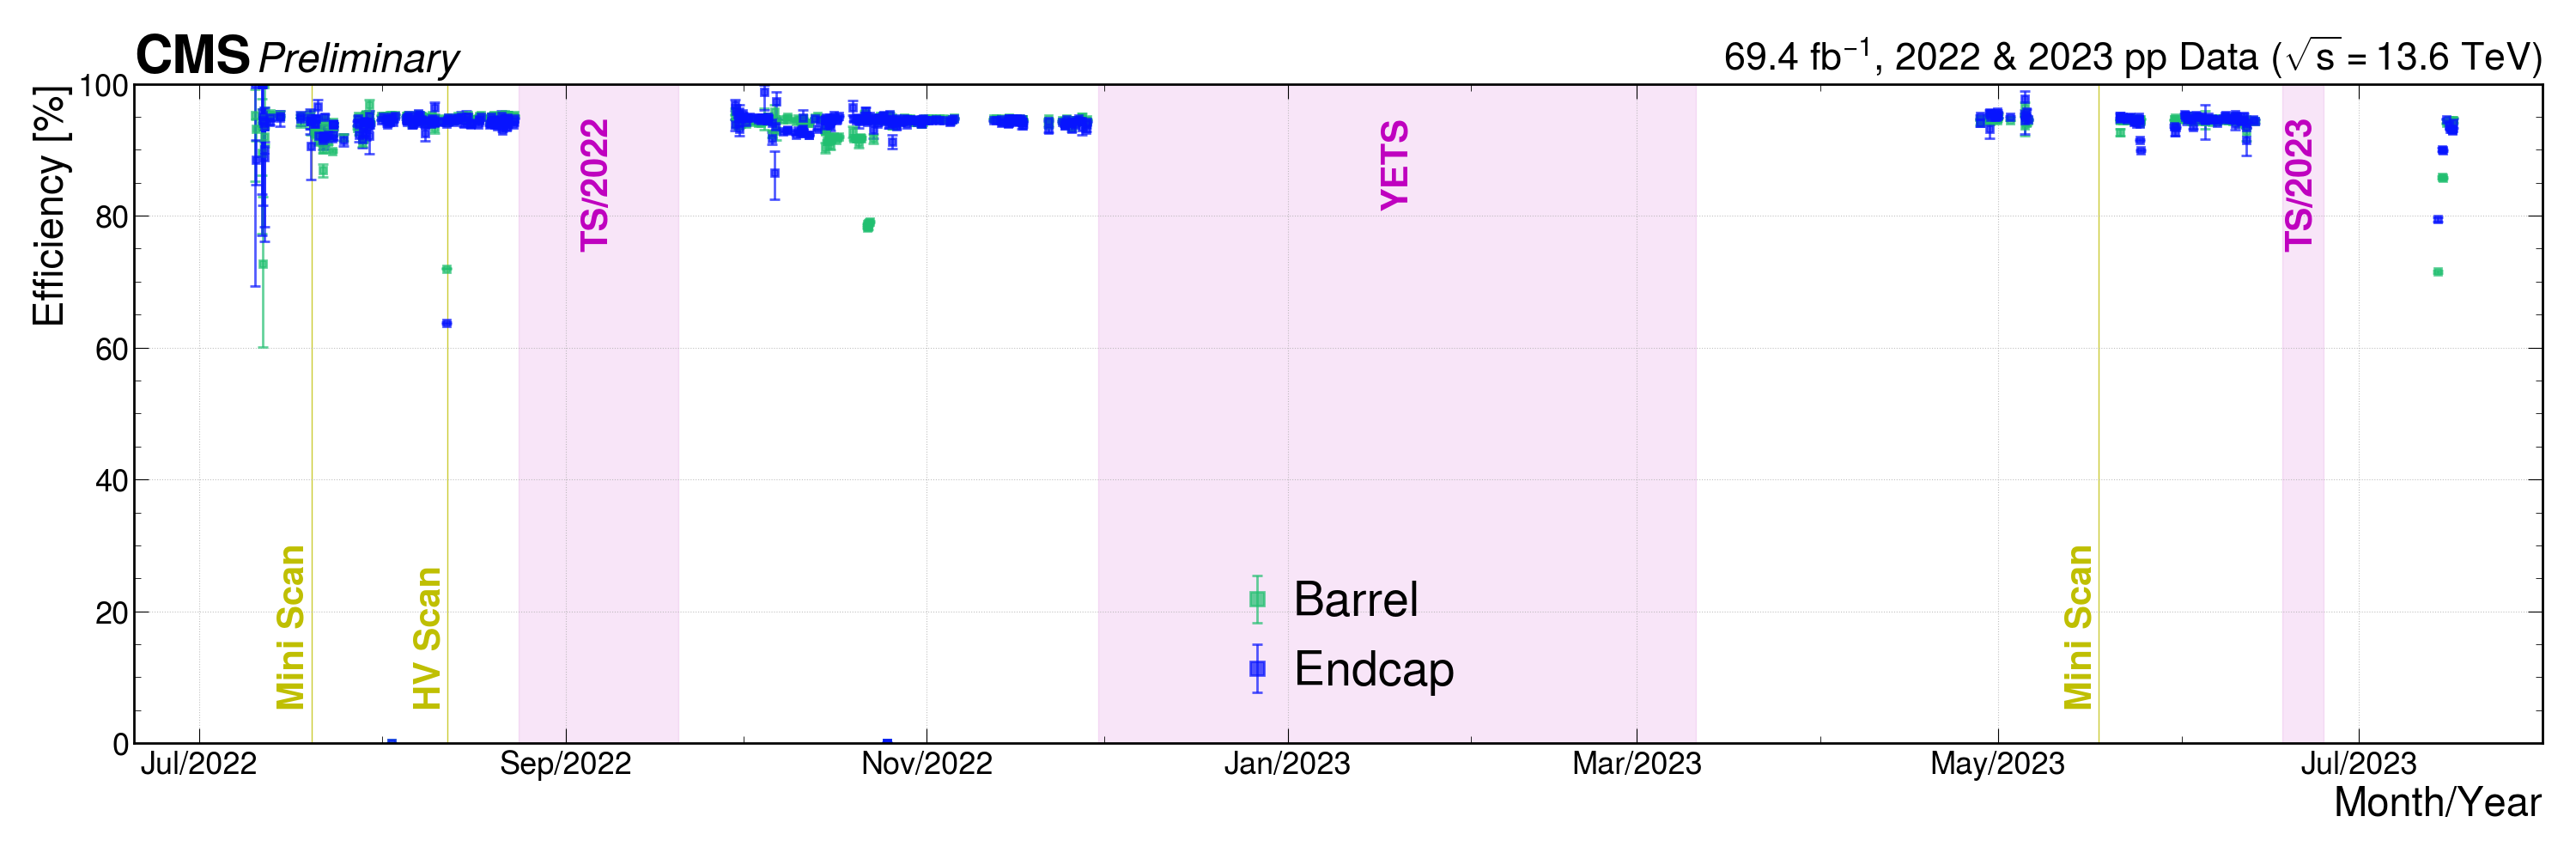 CMS Preliminary
69.4 fb⁻¹, 2022 & 2023 pp Data (√s = 13.6 TeV)
Efficiency [%]
100
80
60
40
20
0
Mini Scan
HV Scan
TS/2022
YETS
Mini Scan
TS/2023
Barrel
Endcap
Jul/2022 Sep/2022 Nov/2022 Jan/2023 Mar/2023 May/2023 Jul/2023
Month/Year